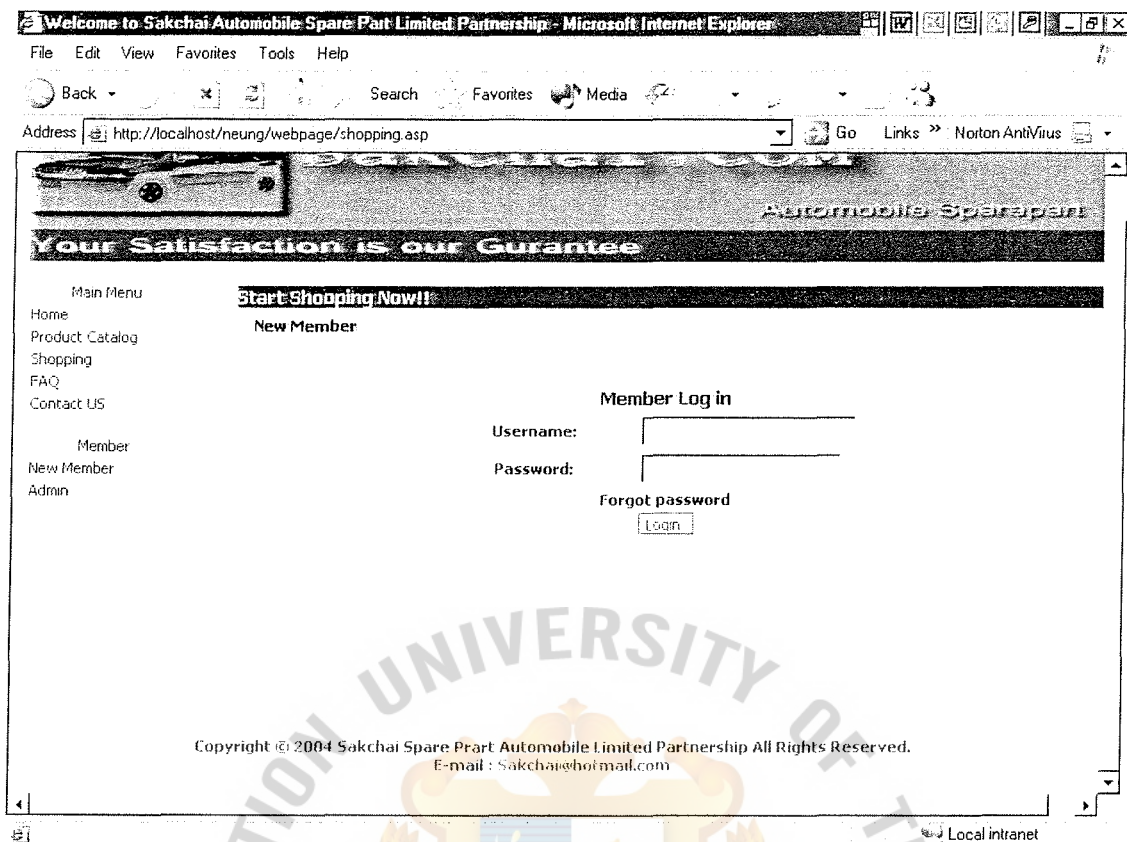 Welcome to Sakchai Automobile Spare Part Limited Partnership - Microsoft Internet Explorer
File Edit View Favorites Tools Help
Back Search Favorites Media
Address http://localhost/neung/webpage/shopping.asp Go Links » Norton AntiVirus
Sakchai .COM
Automobile Sparepart
Your Satisfaction is our Gurantee
Main Menu
Home
Product Catalog
Shopping
FAQ
Contact US
Member
New Member
Admin
Start Shopping Now!!
New Member
Member Log in
Username:
Password:
Forgot password
Login
Copyright © 2004 Sakchai Spare Prart Automobile Limited Partnership All Rights Reserved.
E-mail : Sakchai@hotmail.com
UNIVERSITY OF
Local intranet